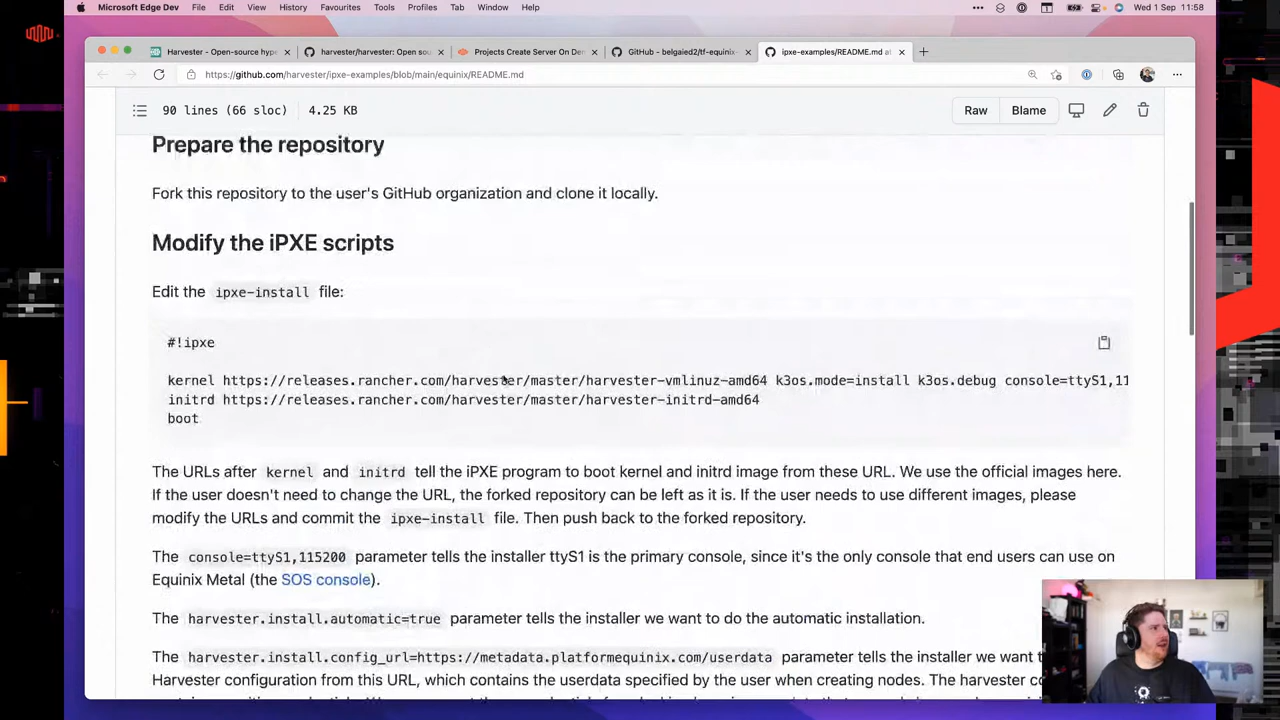 Microsoft Edge Dev File Edit View History Favourites Tools Profiles Tab Window Help Wed 1 Sep 11:58
Harvester - Open-source hype harvester/harvester: Open sou Projects Create Server On Dem GitHub - belgaied2/tf-equinix- ipxe-examples/README.md at
https://github.com/harvester/ipxe-examples/blob/main/equinix/README.md
90 lines (66 sloc) 4.25 KB Raw Blame
Prepare the repository
Fork this repository to the user's GitHub organization and clone it locally.
Modify the iPXE scripts
Edit the ipxe-install file:
#!ipxe
kernel https://releases.rancher.com/harvester/master/harvester-vmlinuz-amd64 k3os.mode=install k3os.debug console=ttyS1,11
initrd https://releases.rancher.com/harvester/master/harvester-initrd-amd64
boot
The URLs after kernel and initrd tell the iPXE program to boot kernel and initrd image from these URL. We use the official images here.
If the user doesn't need to change the URL, the forked repository can be left as it is. If the user needs to use different images, please
modify the URLs and commit the ipxe-install file. Then push back to the forked repository.
The console=ttyS1,115200 parameter tells the installer ttyS1 is the primary console, since it's the only console that end users can use on
Equinix Metal (the SOS console).
The harvester.install.automatic=true parameter tells the installer we want to do the automatic installation.
The harvester.install.config_url=https://metadata.platformequinix.com/userdata parameter tells the installer we want
Harvester configuration from this URL, which contains the userdata specified by the user when creating nodes. The harvester